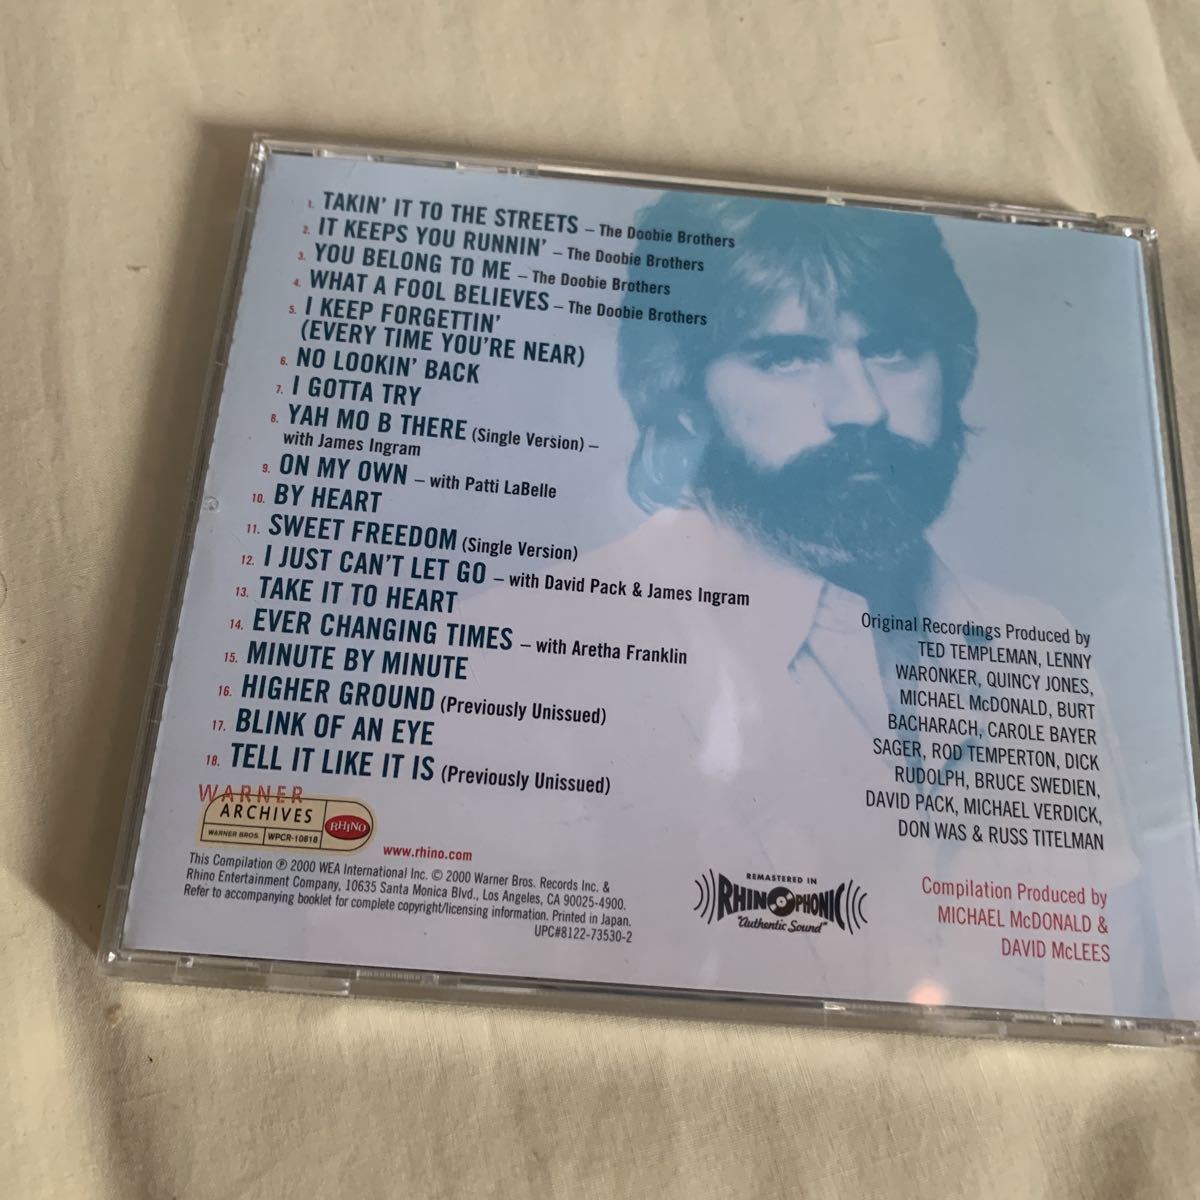 1. TAKIN' IT TO THE STREETS – The Doobie Brothers
2. IT KEEPS YOU RUNNIN' – The Doobie Brothers
3. YOU BELONG TO ME – The Doobie Brothers
4. WHAT A FOOL BELIEVES – The Doobie Brothers
5. I KEEP FORGETTIN'
(EVERY TIME YOU'RE NEAR)
6. NO LOOKIN' BACK
7. I GOTTA TRY
8. YAH MO B THERE (Single Version) –
with James Ingram
9. ON MY OWN – with Patti LaBelle
10. BY HEART
11. SWEET FREEDOM (Single Version)
12. I JUST CAN'T LET GO – with David Pack & James Ingram
13. TAKE IT TO HEART
14. EVER CHANGING TIMES – with Aretha Franklin
15. MINUTE BY MINUTE
16. HIGHER GROUND (Previously Unissued)
17. BLINK OF AN EYE
18. TELL IT LIKE IT IS (Previously Unissued)
WARNER
ARCHIVES
WARNER BROS. WPCR-10818
RHINO
www.rhino.com
This Compilation ℗ 2000 WEA International Inc. © 2000 Warner Bros. Records Inc. &
Rhino Entertainment Company, 10635 Santa Monica Blvd., Los Angeles, CA 90025-4900.
Refer to accompanying booklet for complete copyright/licensing information. Printed in Japan.
UPC#8122-73530-2
REMASTERED IN
RHINOPHONIC
"Authentic Sound"
Original Recordings Produced by
TED TEMPLEMAN, LENNY
WARONKER, QUINCY JONES,
MICHAEL McDONALD, BURT
BACHARACH, CAROLE BAYER
SAGER, ROD TEMPERTON, DICK
RUDOLPH, BRUCE SWEDIEN,
DAVID PACK, MICHAEL VERDICK,
DON WAS & RUSS TITELMAN
Compilation Produced by
MICHAEL McDONALD &
DAVID McLEES